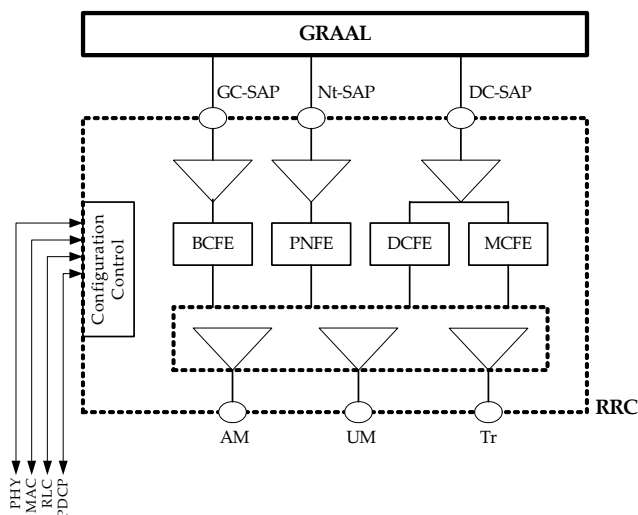 GRAAL
GC-SAP
Nt-SAP
DC-SAP
Configuration
Control
BCFE
PNFE
DCFE
MCFE
RRC
AM
UM
Tr
PHY
MAC
RLC
PDCP